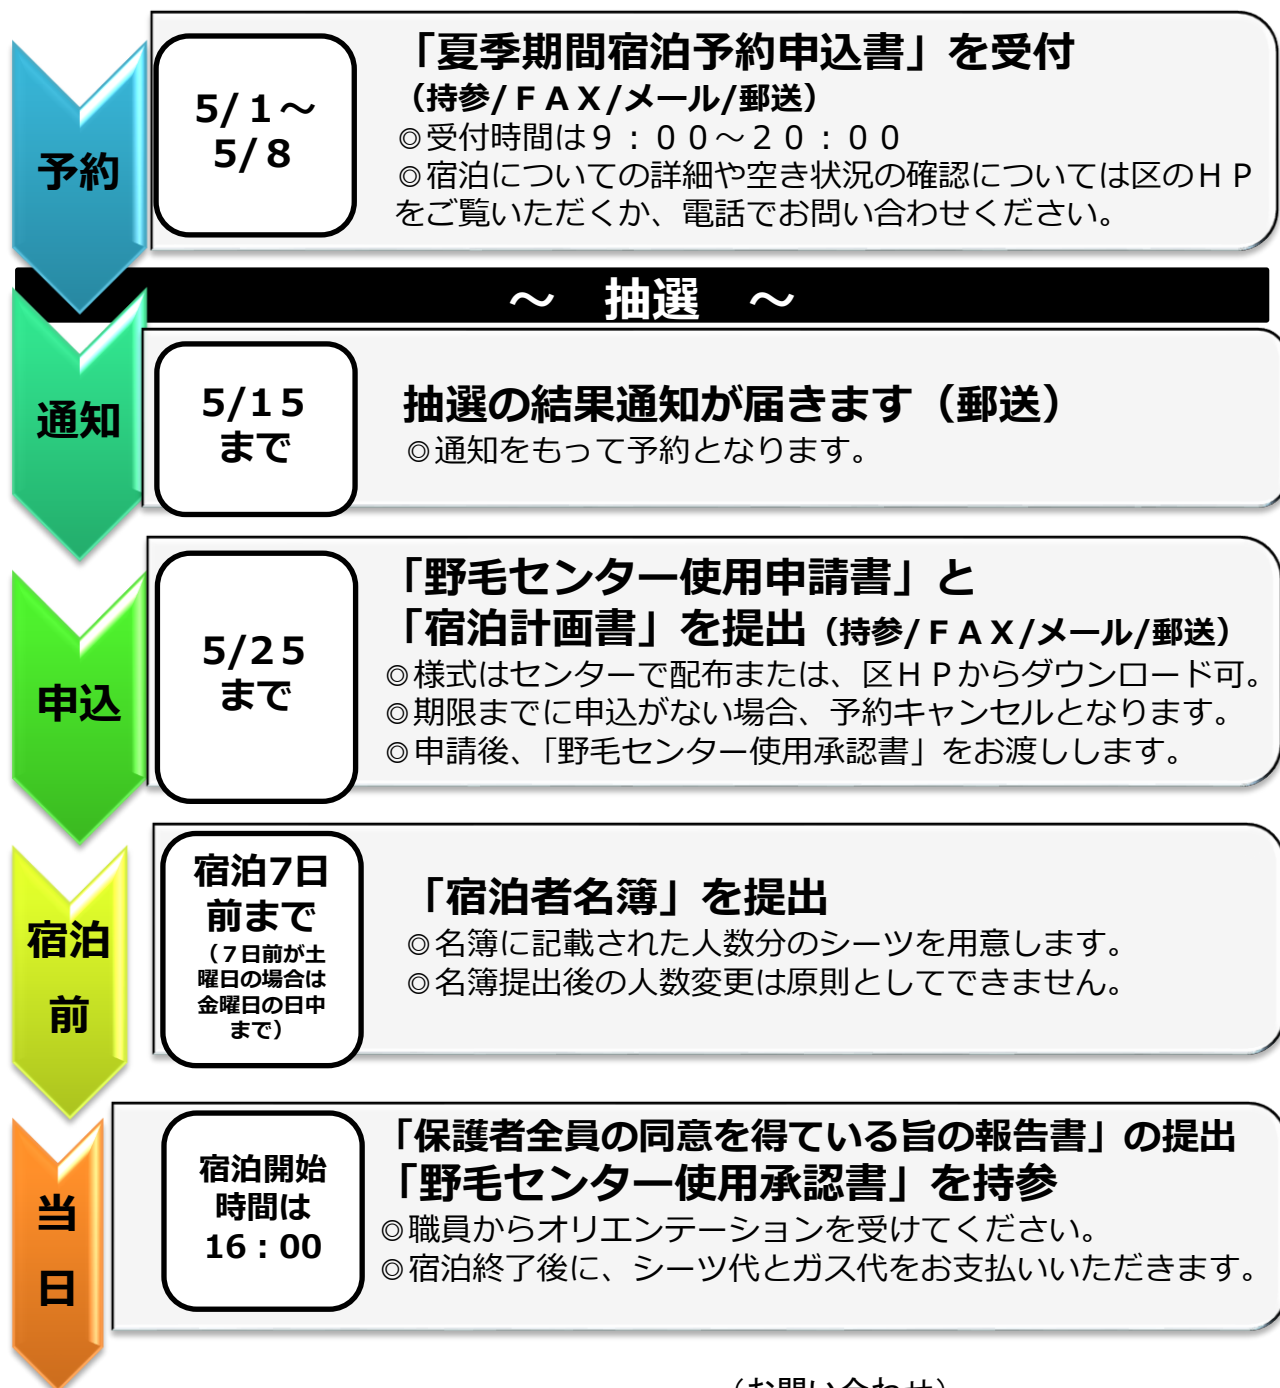 予約
5/１～
5/８
「夏季期間宿泊予約申込書」を受付
（持参/ＦＡＸ/メール/郵送）
◎受付時間は９：００～２０：００
◎宿泊についての詳細や空き状況の確認については区のＨＰ
をご覧いただくか、電話でお問い合わせください。
～　抽選　～
通知
5/1５
まで
抽選の結果通知が届きます（郵送）
◎通知をもって予約となります。
申込
5/2５
まで
「野毛センター使用申請書」と
「宿泊計画書」を提出（持参/ＦＡＸ/メール/郵送）
◎様式はセンターで配布または、区ＨＰからダウンロード可。
◎期限までに申込がない場合、予約キャンセルとなります。
◎申請後、「野毛センター使用承認書」をお渡しします。
宿泊
前
宿泊7日
前まで
（７日前が土
曜日の場合は
金曜日の日中
まで）
「宿泊者名簿」を提出
◎名簿に記載された人数分のシーツを用意します。
◎名簿提出後の人数変更は原則としてできません。
当
日
宿泊開始
時間は
16：00
「保護者全員の同意を得ている旨の報告書」の提出
「野毛センター使用承認書」を持参
◎職員からオリエンテーションを受けてください。
◎宿泊終了後に、シーツ代とガス代をお支払いいただきます。
（お問い合わせ）